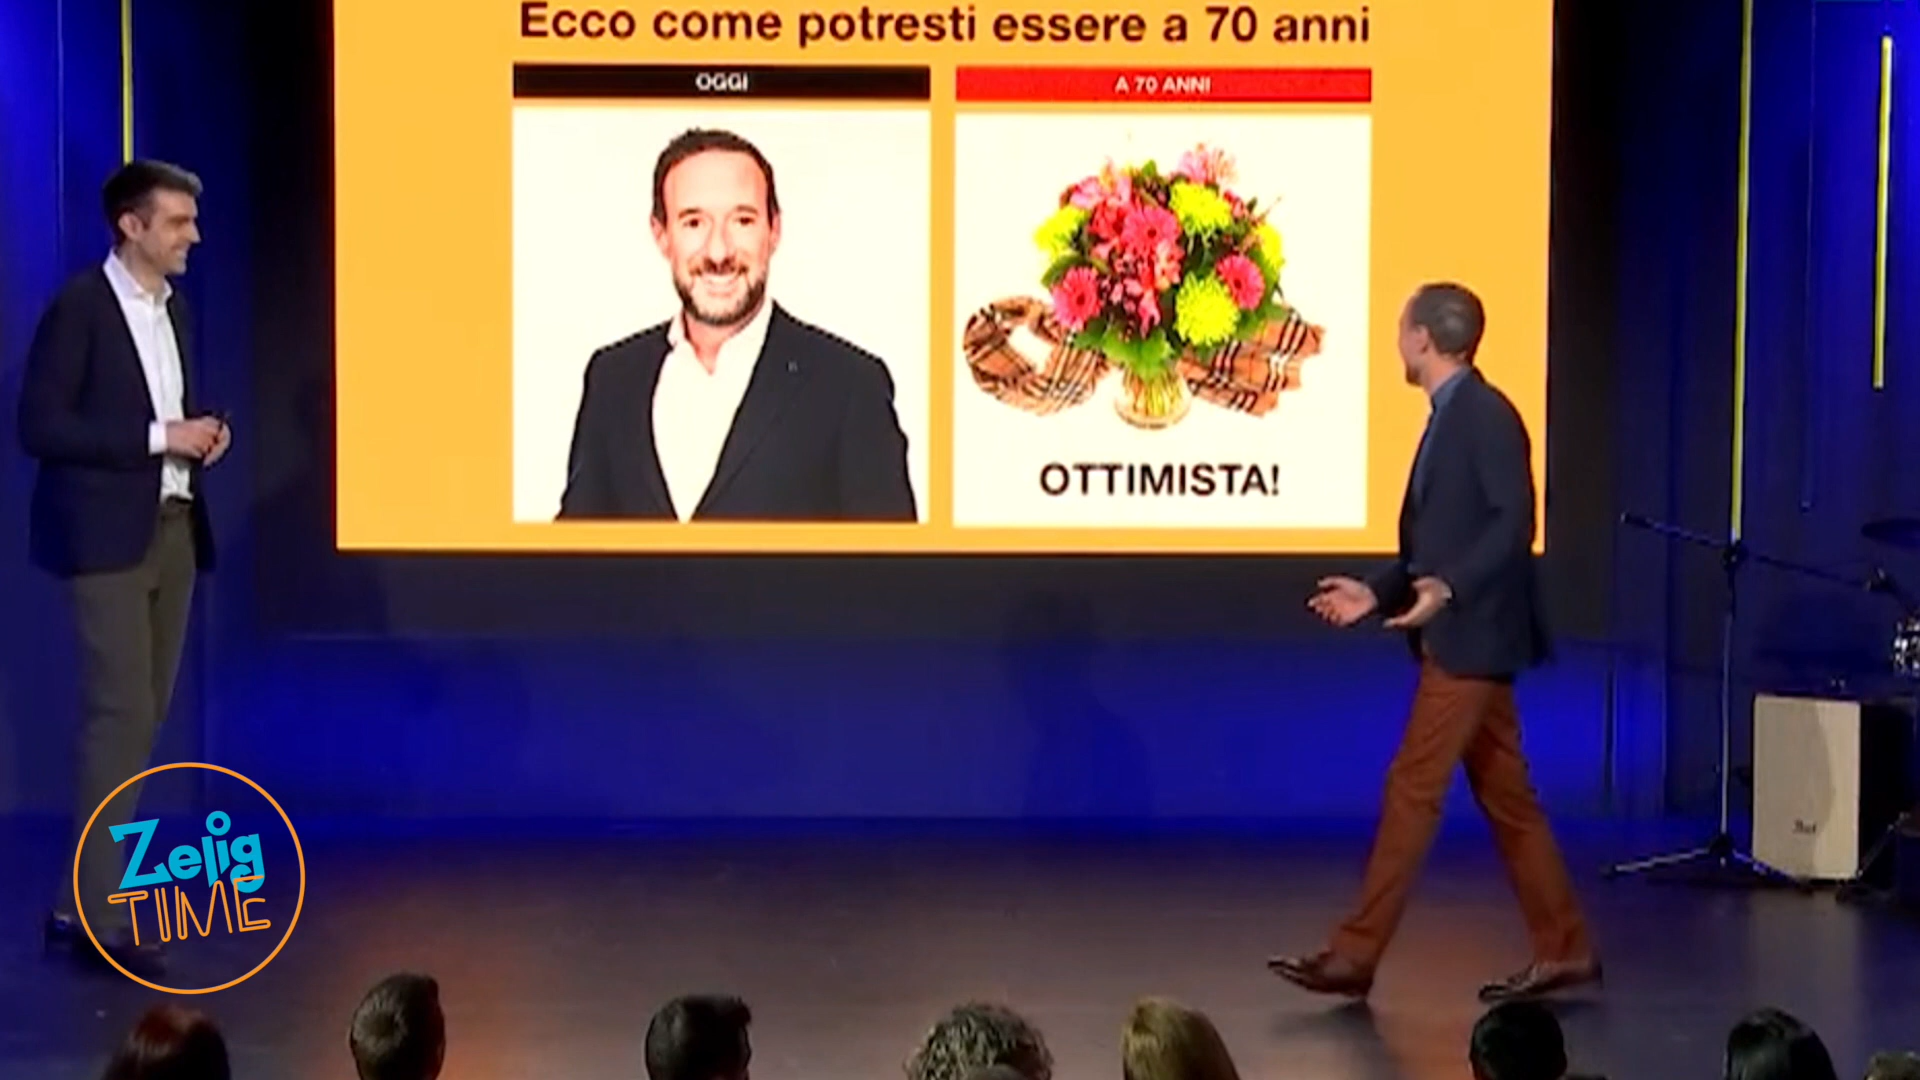 Ecco come potresti essere a 70 anni
OGGI
A 70 ANNI
OTTIMISTA!
Zelig
TIME